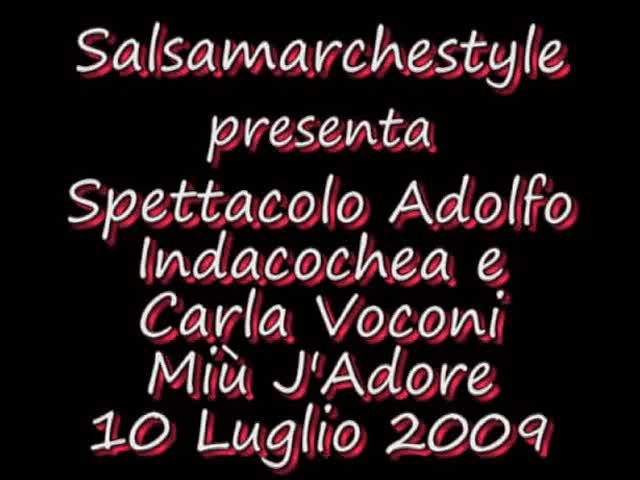 Salsamarchestyle
presenta
Spettacolo Adolfo
Indacochea e
Carla Voconi
Miù J'Adore
10 Luglio 2009